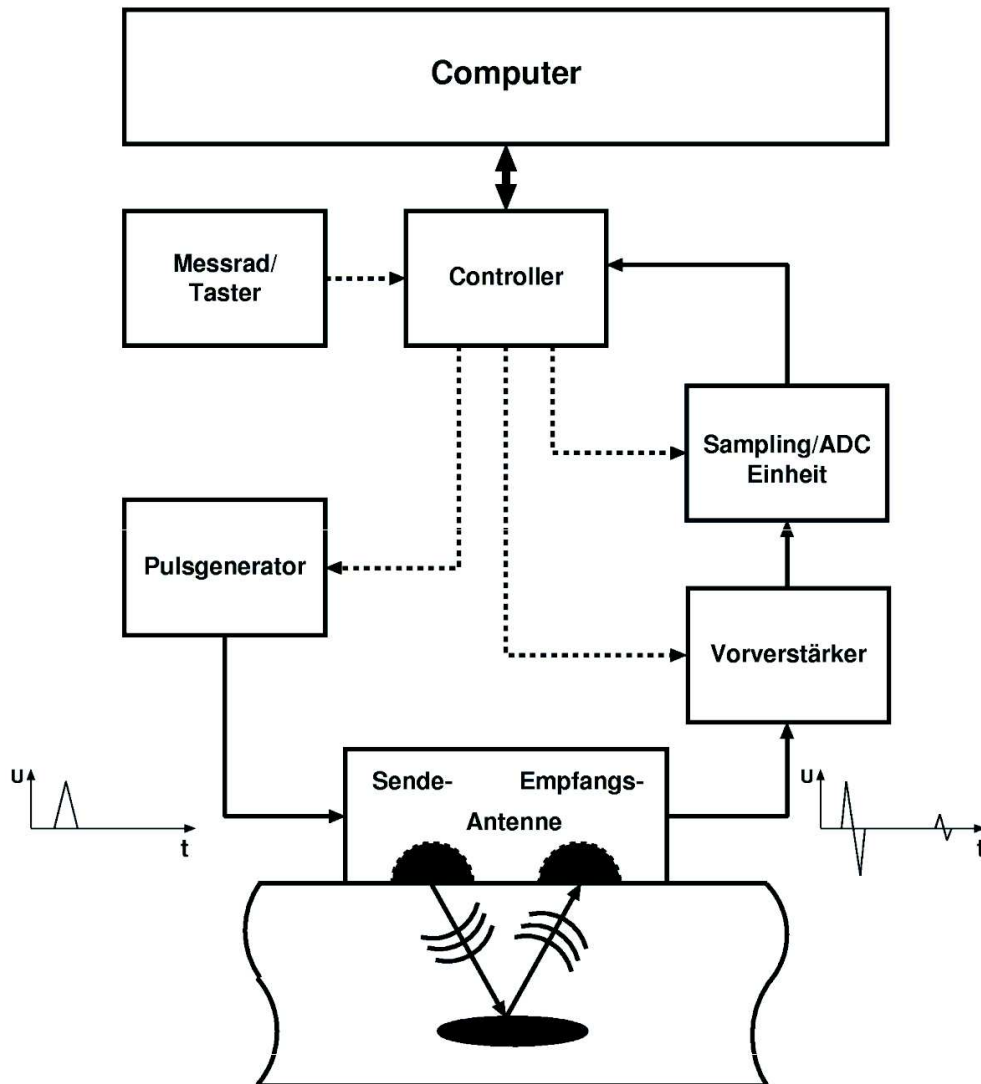 Computer
Messrad/
Taster
Controller
Sampling/ADC
Einheit
Pulsgenerator
Vorverstärker
U
t
Sende- Empfangs-
Antenne
U
t